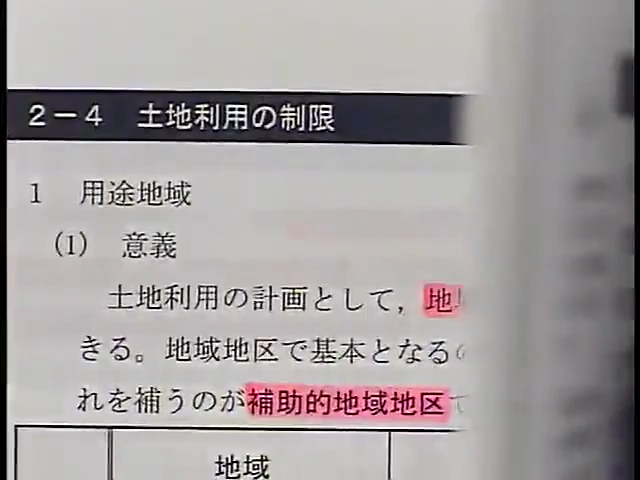 2－4　土地利用の制限
1　用途地域
(1)　意義
土地利用の計画として，地
きる。地域地区で基本となる
れを補うのが補助的地域地区
地域